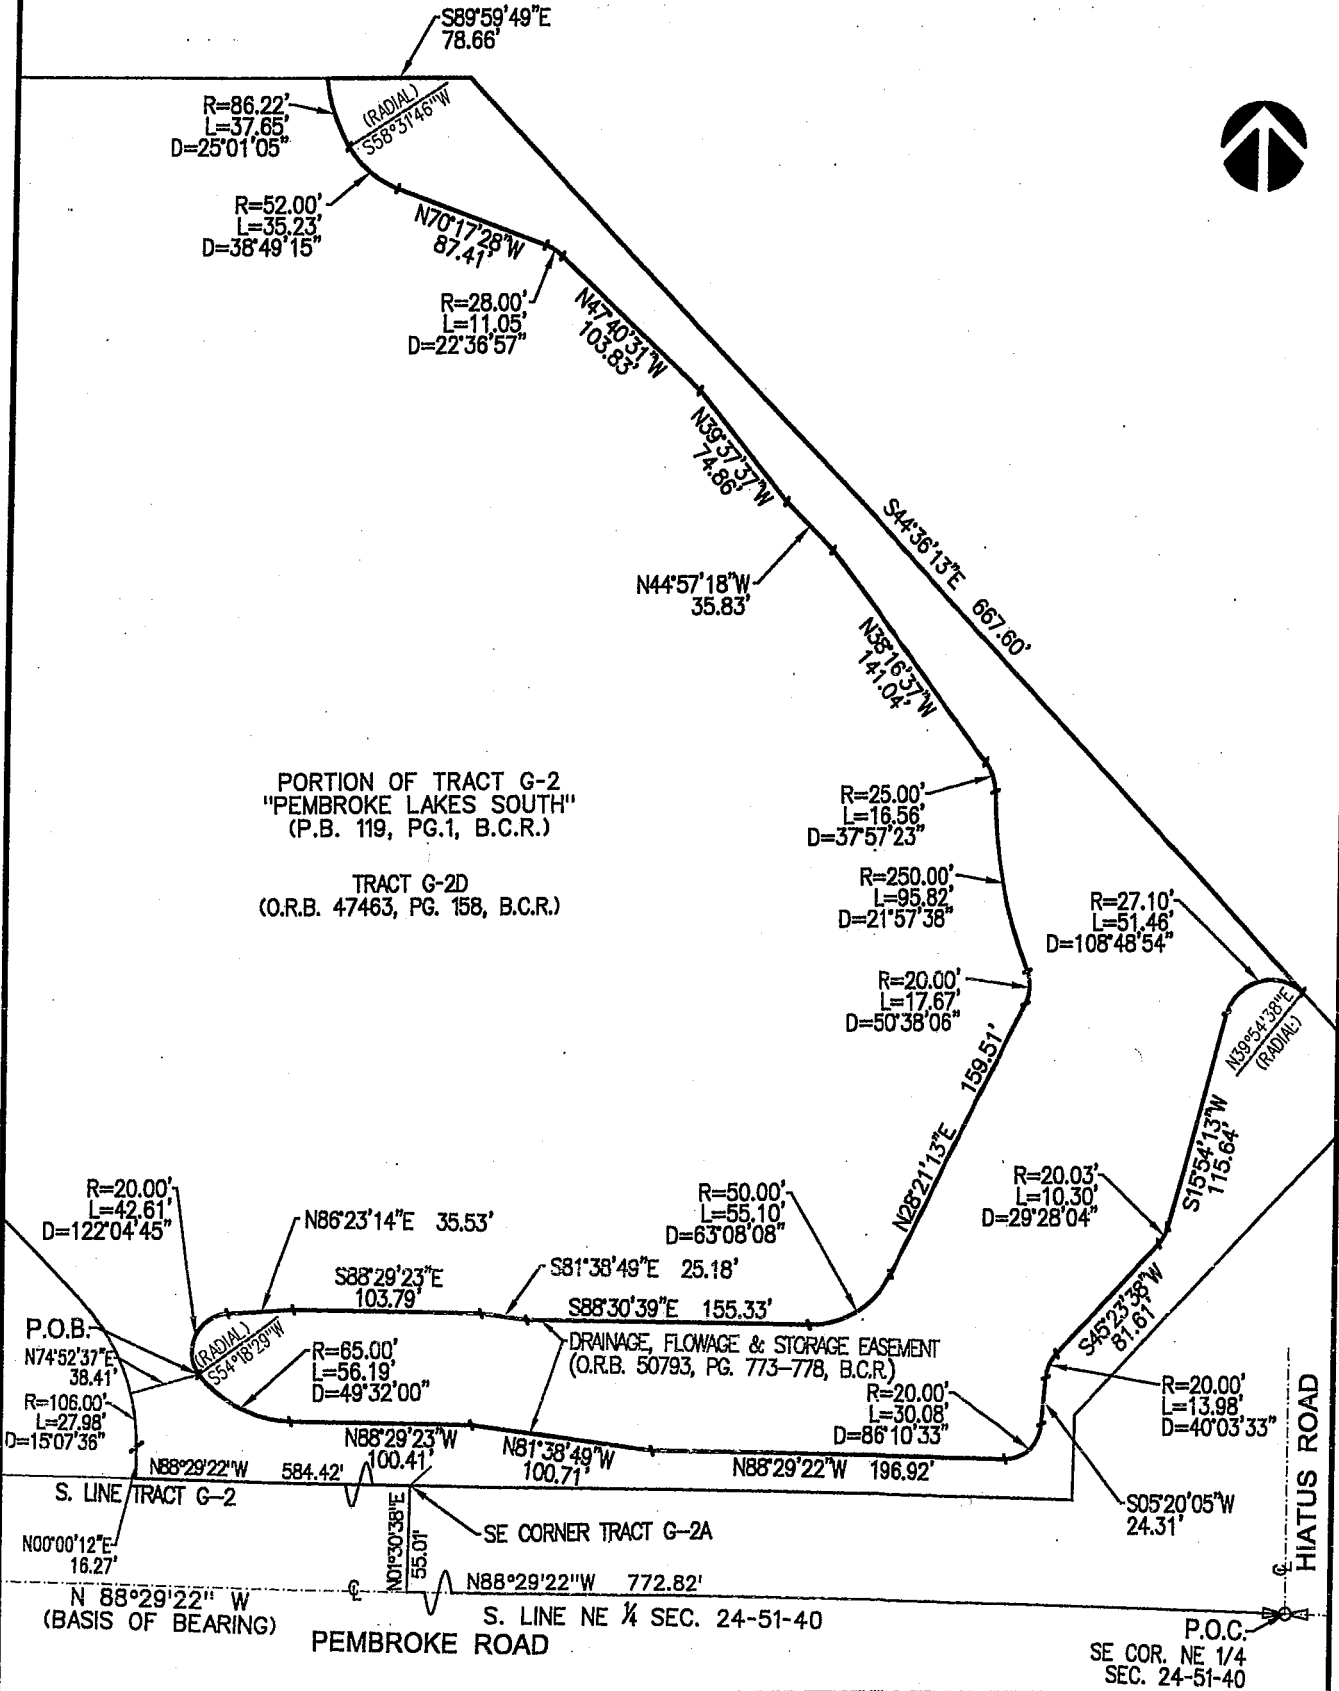 S89°59'49"E
78.66'
R=86.22'
L=37.65'
D=25°01'05"
(RADIAL)
S58°31'46"W
R=52.00'
L=35.23'
D=38°49'15"
N70°17'28"W
87.41'
R=28.00'
L=11.05'
D=22°36'57"
N47°40'31"W
103.83'
N39°37'37"W
74.86'
N44°57'18"W
35.83'
S44°36'13"E 667.60'
N38°16'37"W
141.04'
PORTION OF TRACT G-2
"PEMBROKE LAKES SOUTH"
(P.B. 119, PG.1, B.C.R.)
TRACT G-2D
(O.R.B. 47463, PG. 158, B.C.R.)
R=25.00'
L=16.56'
D=37°57'23"
R=250.00'
L=95.82'
D=21°57'38"
R=27.10'
L=51.46'
D=108°48'54"
R=20.00'
L=17.67'
D=50°38'06"
N39°54'38"E
(RADIAL)
N28°21'13"E 159.51'
S15°54'13"W
115.64'
R=20.00'
L=42.61'
D=122°04'45"
N86°23'14"E 35.53'
R=50.00'
L=55.10'
D=63°08'08"
R=20.03'
L=10.30'
D=29°28'04"
S88°29'23"E
103.79'
S81°38'49"E 25.18'
S88°30'39"E 155.33'
S45°23'38"W
81.61'
P.O.B.
(RADIAL)
S54°18'29"W
N74°52'37"E
38.41'
R=65.00'
L=56.19'
D=49°32'00"
DRAINAGE, FLOWAGE & STORAGE EASEMENT
(O.R.B. 50793, PG. 773-778, B.C.R.)
R=106.00'
L=27.98'
D=15°07'36"
R=20.00'
L=30.08'
D=86°10'33"
R=20.00'
L=13.98'
D=40°03'33"
N88°29'23"W
100.41'
N81°38'49"W
100.71'
N88°29'22"W 196.92'
N88°29'22"W 584.42'
S. LINE TRACT G-2
S05°20'05"W
24.31'
SE CORNER TRACT G-2A
N00°00'12"E
16.27'
N01°30'38"E
55.01'
HIATUS ROAD
N88°29'22"W 772.82'
N 88°29'22" W
(BASIS OF BEARING)
S. LINE NE ¼ SEC. 24-51-40
PEMBROKE ROAD
P.O.C.
SE COR. NE 1/4
SEC. 24-51-40